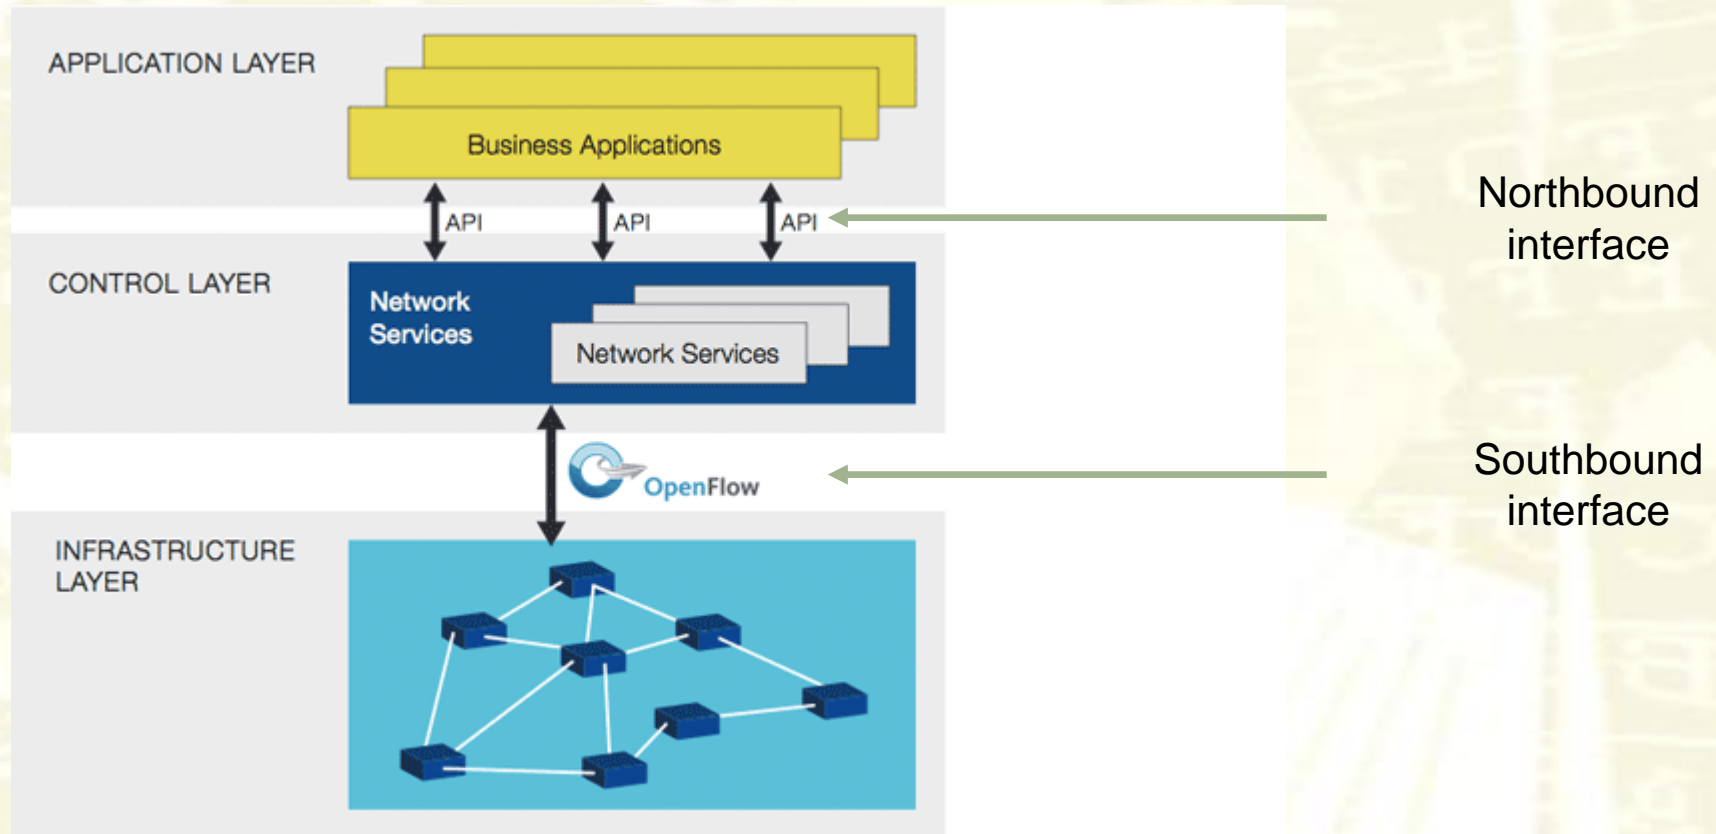 APPLICATION LAYER
Business Applications
API
API
API
Northbound
interface
CONTROL LAYER
Network
Services
Network Services
OpenFlow
Southbound
interface
INFRASTRUCTURE
LAYER